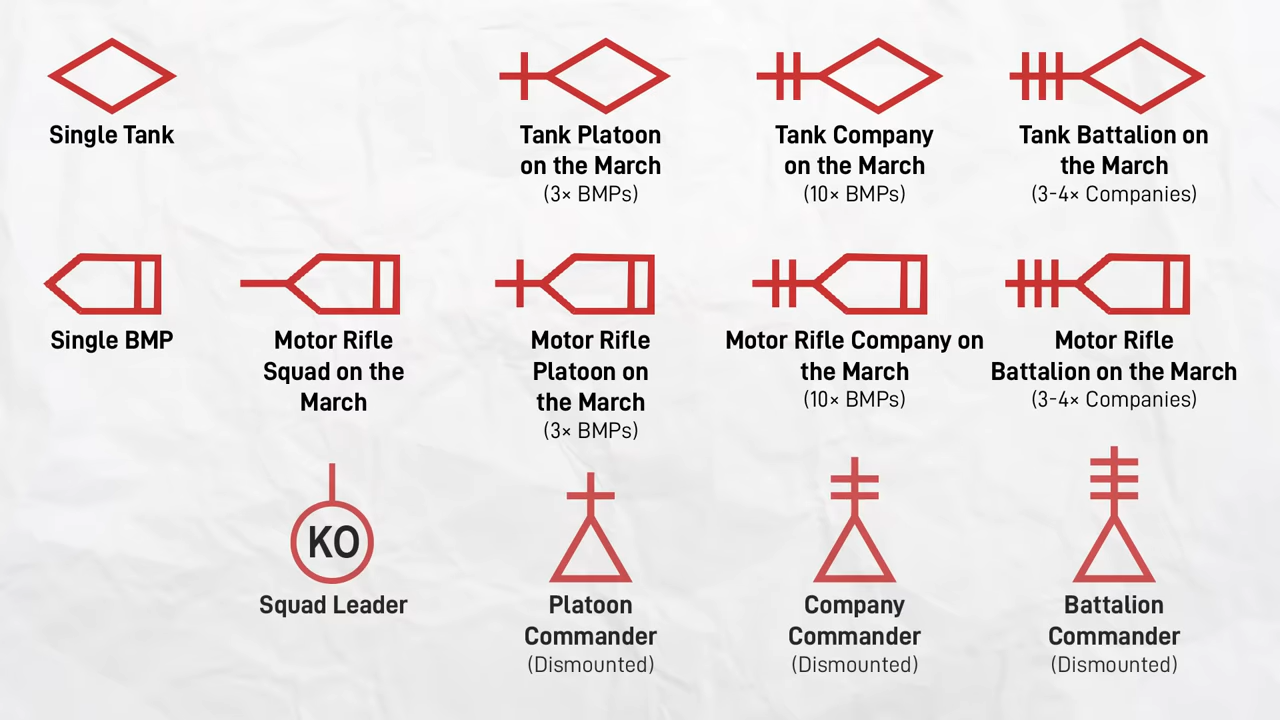 Single Tank
Tank Platoon
on the March
(3× BMPs)
Tank Company
on the March
(10× BMPs)
Tank Battalion on
the March
(3-4× Companies)
Single BMP
Motor Rifle
Squad on the
March
Motor Rifle
Platoon on
the March
(3× BMPs)
Motor Rifle Company on
the March
(10× BMPs)
Motor Rifle
Battalion on the March
(3-4× Companies)
KO
Squad Leader
Platoon
Commander
(Dismounted)
Company
Commander
(Dismounted)
Battalion
Commander
(Dismounted)